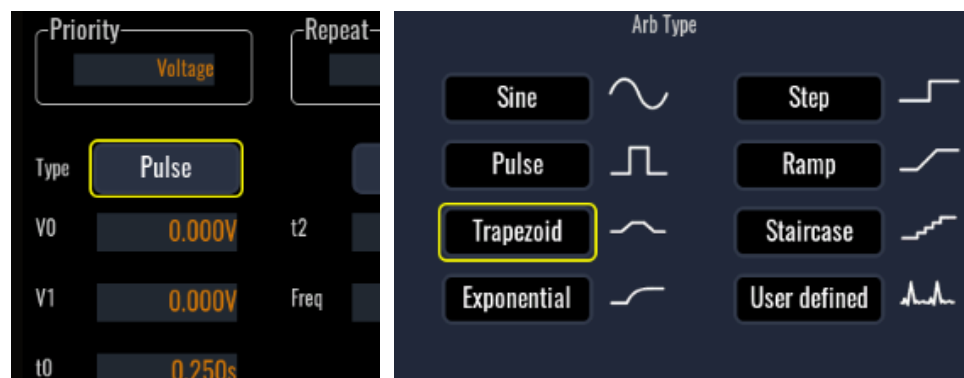 Priority
Repeat
Voltage
Type
Pulse
V0
0.000V
t2
V1
0.000V
Freq
t0
0.250s
Arb Type
Sine
Step
Pulse
Ramp
Trapezoid
Staircase
Exponential
User defined